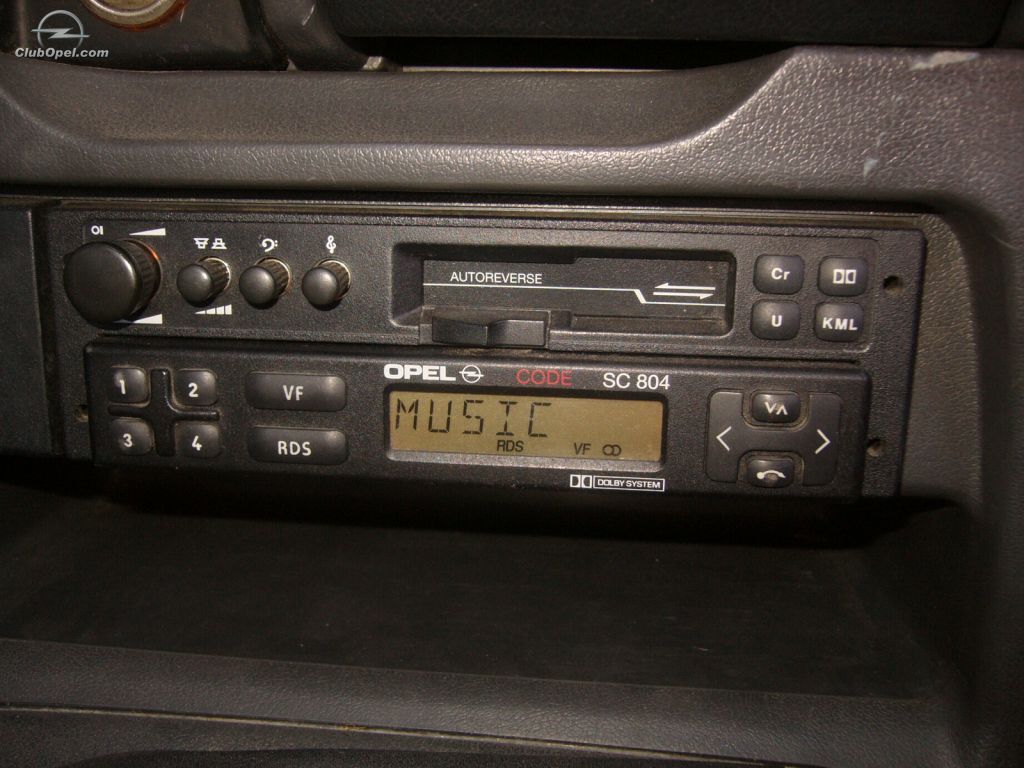 ClubOpel.com
AUTOREVERSE
Cr
U
KML
OPEL CODE SC 804
1 2
3 4
VF
RDS
MUSIC
RDS VF
DOLBY SYSTEM